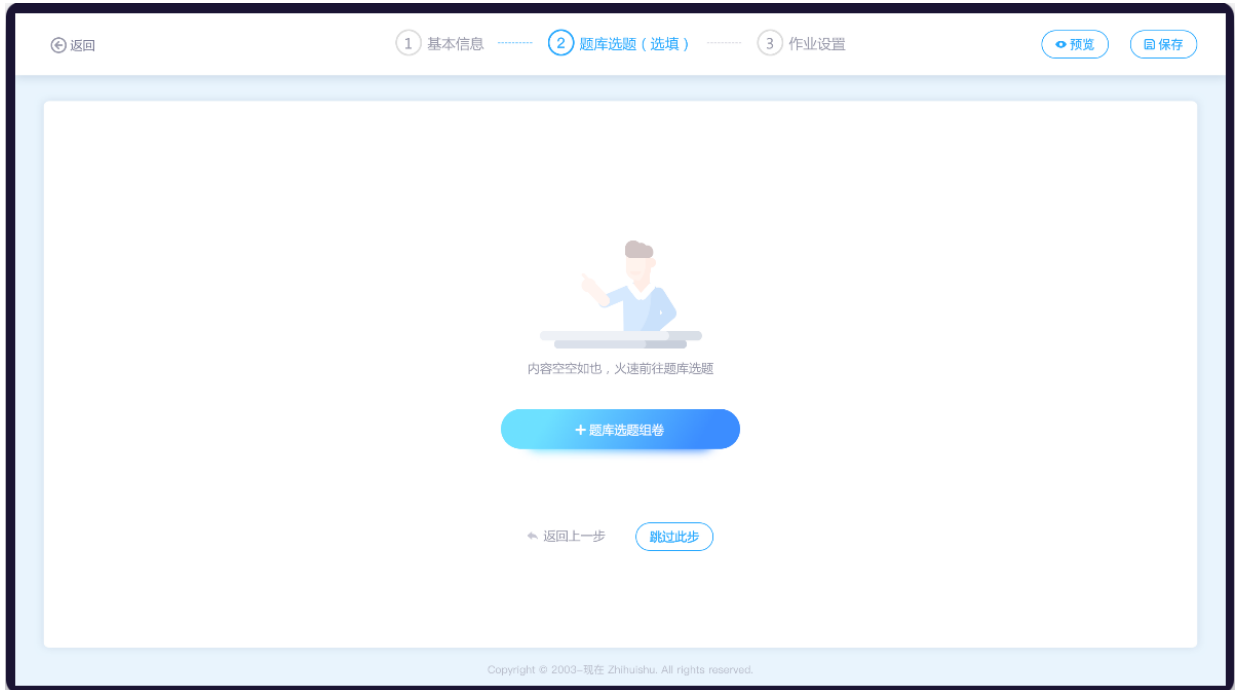 返回
1 基本信息 2 题库选题（选填） 3 作业设置
预览
保存
内容空空如也，火速前往题库选题
+ 题库选题组卷
返回上一步 跳过此步
Copyright © 2003-现在 Zhihuishu. All rights reserved.